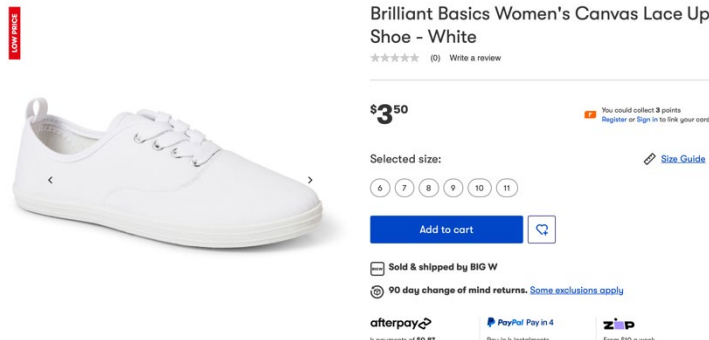 LOW PRICE
Brilliant Basics Women's Canvas Lace Up
Shoe - White
(0) Write a review
$3.50
You could collect 3 points
Register or Sign in to link your card
Selected size:
Size Guide
6 7 8 9 10 11
Add to cart
Sold & shipped by BIG W
90 day change of mind returns. Some exclusions apply
afterpay
PayPal Pay in 4
zip